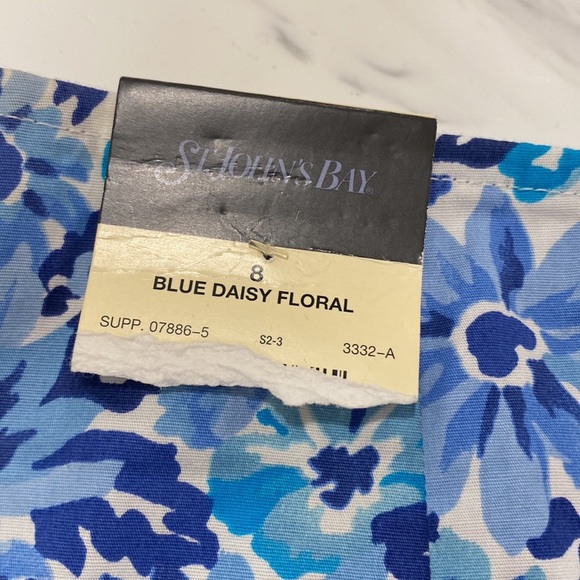 ST. JOHN'S BAY
8
BLUE DAISY FLORAL
SUPP. 07886-5 S2-3 3332-A